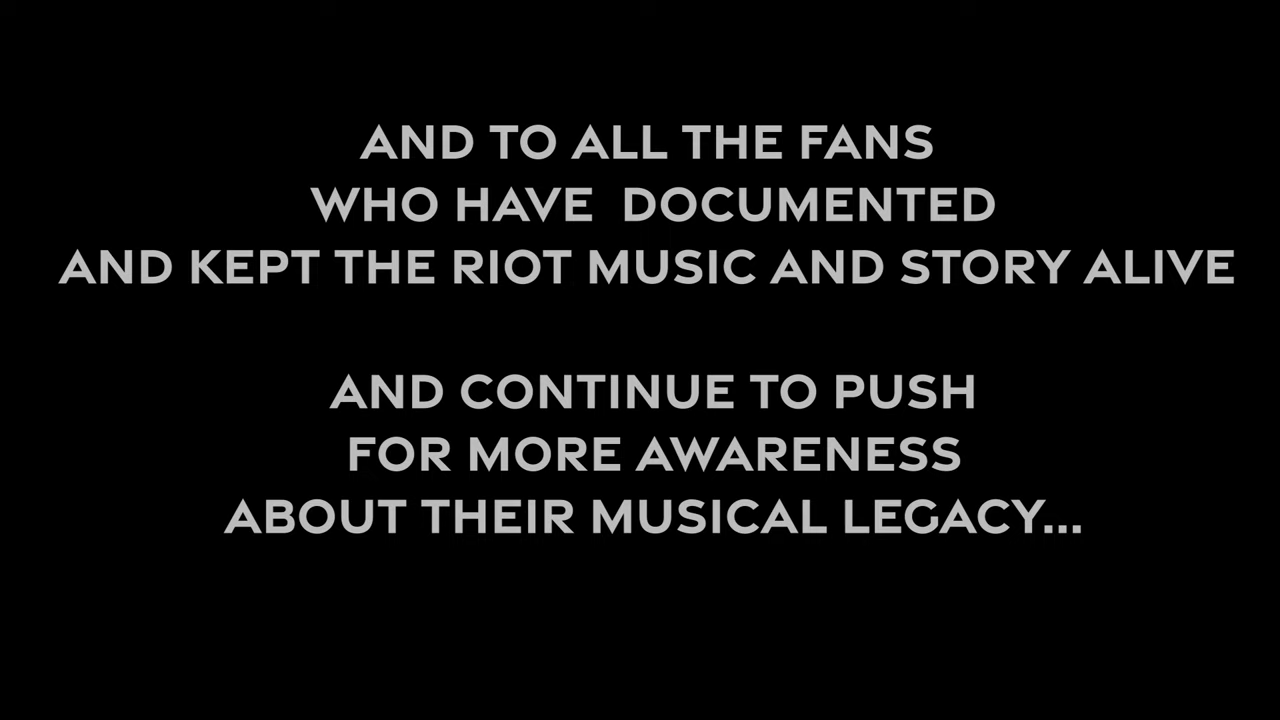 AND TO ALL THE FANS
WHO HAVE  DOCUMENTED
AND KEPT THE RIOT MUSIC AND STORY ALIVE
AND CONTINUE TO PUSH
FOR MORE AWARENESS
ABOUT THEIR MUSICAL LEGACY...